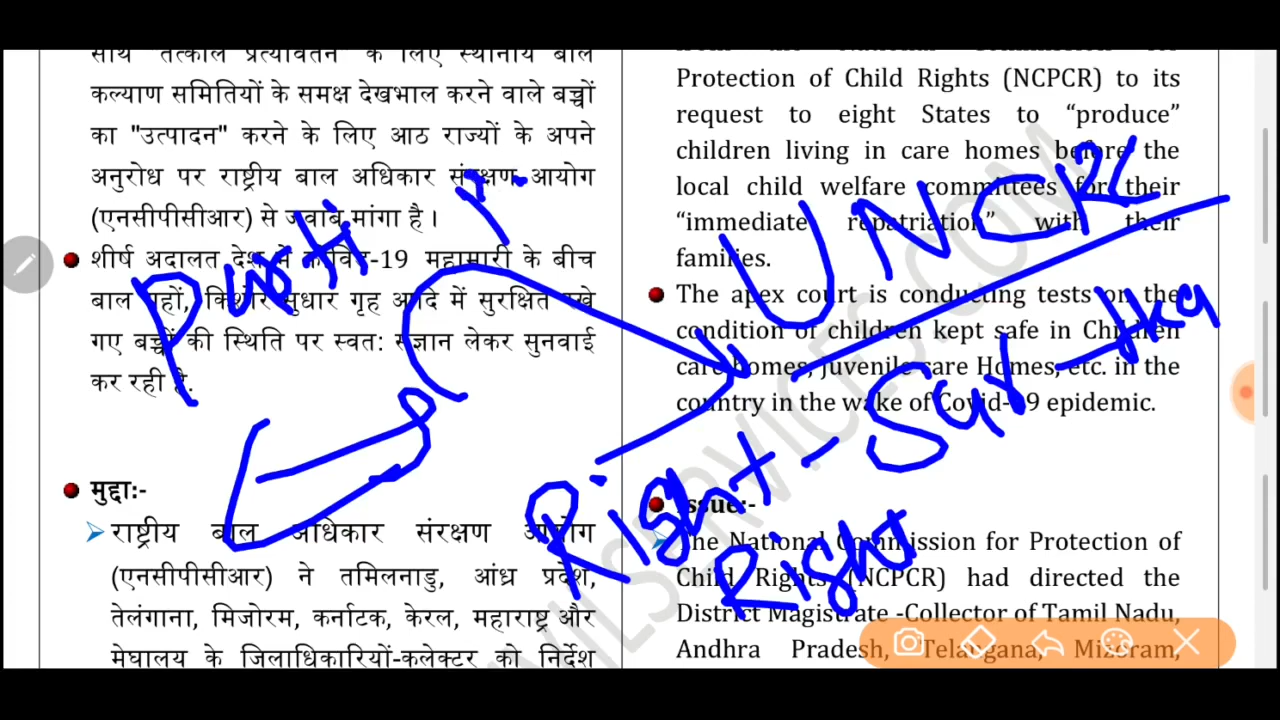 साथ "तत्काल प्रत्यावर्तन" के लिए स्थानीय बाल
कल्याण समितियों के समक्ष देखभाल करने वाले बच्चों
का "उत्पादन" करने के लिए आठ राज्यों के अपने
अनुरोध पर राष्ट्रीय बाल अधिकार संरक्षण आयोग
(एनसीपीसीआर) से जवाब मांगा है।
शीर्ष अदालत देश में कोविड-19 महामारी के बीच
बाल गृहों, किशोर सुधार गृह आदि में सुरक्षित रखे
गए बच्चों की स्थिति पर स्वत: संज्ञान लेकर सुनवाई
कर रही है.
मुद्दाः-
राष्ट्रीय बाल अधिकार संरक्षण आयोग
(एनसीपीसीआर) ने तमिलनाडु, आंध्र प्रदेश,
तेलंगाना, मिजोरम, कर्नाटक, केरल, महाराष्ट्र और
मेघालय के जिलाधिकारियों-कलेक्टर को निर्देश
from the National Commission for
Protection of Child Rights (NCPCR) to its
request to eight States to “produce”
children living in care homes before the
local child welfare committees for their
“immediate repatriation” with their
families.
The apex court is conducting tests on the
condition of children kept safe in Children
care homes, juvenile care Homes, etc. in the
country in the wake of Covid-19 epidemic.
Issue:-
The National Commission for Protection of
Child Rights (NCPCR) had directed the
District Magistrate -Collector of Tamil Nadu,
Andhra Pradesh, Telangana, Mizoram,
UNCRC
Right -
Right